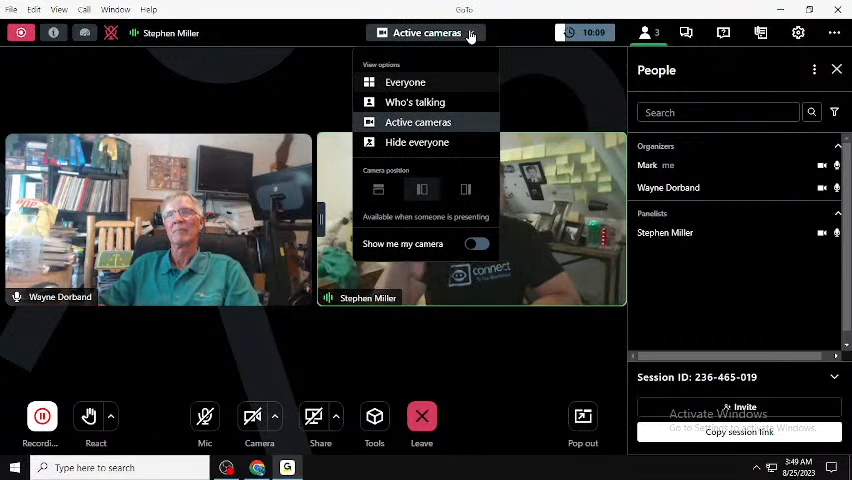 File Edit View Call Window Help
GoTo
Stephen Miller
Active cameras
10:09
3
View options
Everyone
Who's talking
Active cameras
Hide everyone
Camera position
Available when someone is presenting
Show me my camera
connect
Wayne Dorband
Stephen Miller
People
Search
Organizers
Mark me
Wayne Dorband
Panelists
Stephen Miller
Session ID: 236-465-019
Invite
Copy session link
Activate Windows
Go to Settings to activate Windows.
Recordi...
React
Mic
Camera
Share
Tools
Leave
Pop out
Type here to search
G
3:49 AM
8/25/2023